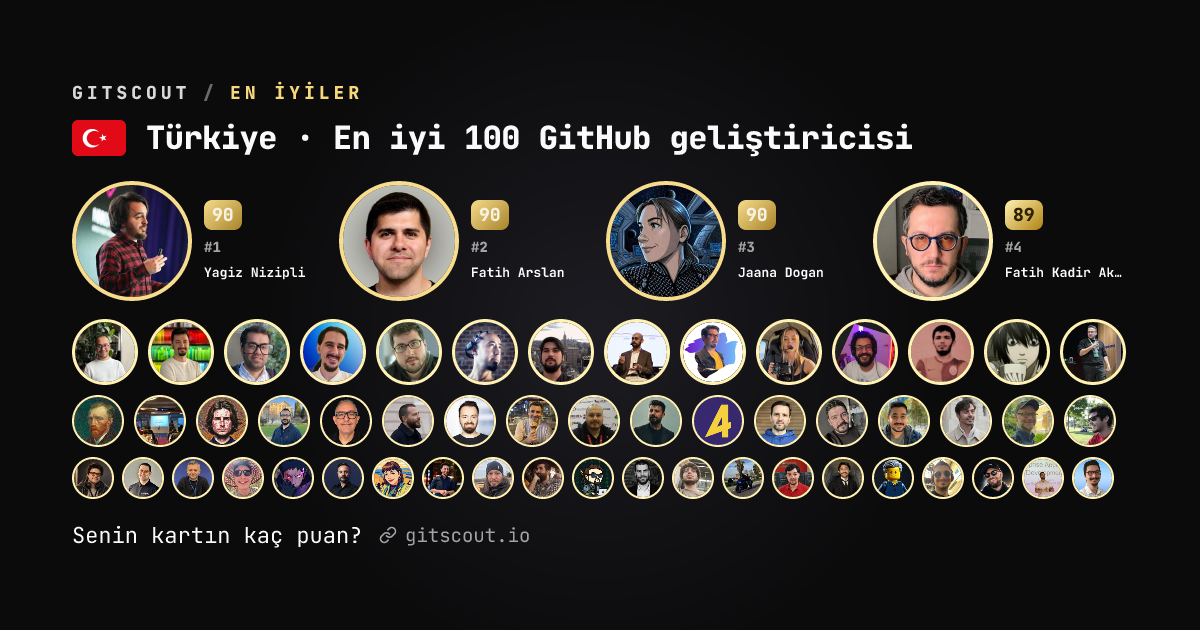 GITSCOUT / EN İYİLER
Türkiye · En iyi 100 GitHub geliştiricisi
90
#1
Yagiz Nizipli
90
#2
Fatih Arslan
90
#3
Jaana Dogan
89
#4
Fatih Kadir Ak…
Senin kartın kaç puan? gitscout.io